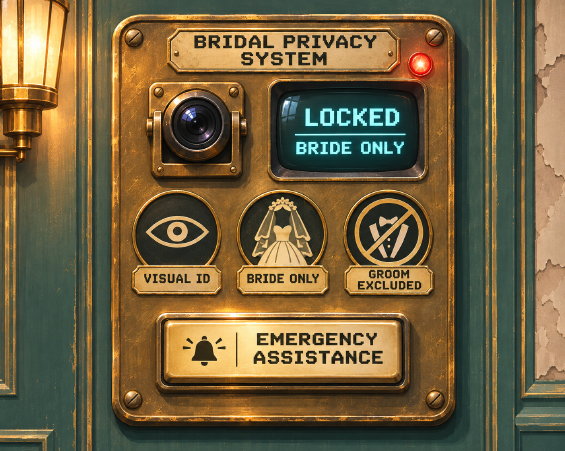 BRIDAL PRIVACY
SYSTEM
LOCKED
BRIDE ONLY
VISUAL ID
BRIDE ONLY
GROOM
EXCLUDED
EMERGENCY
ASSISTANCE